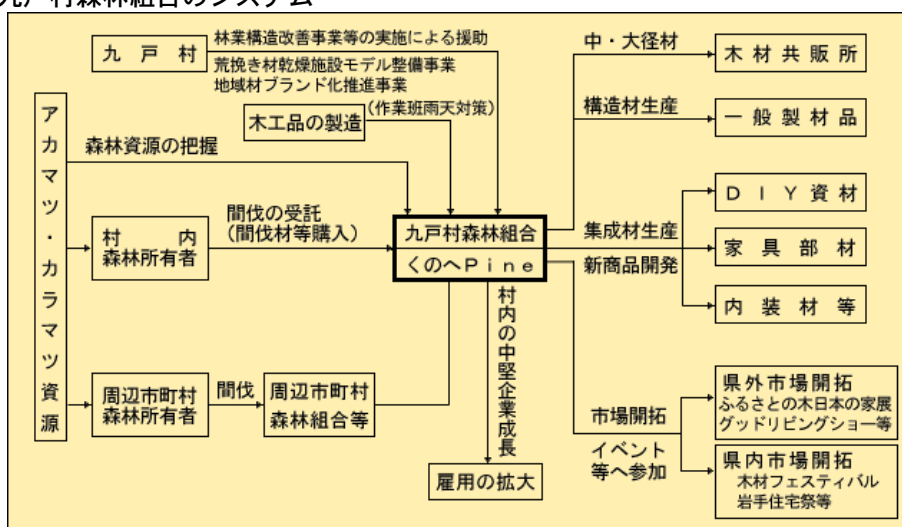 九戸村森林組合のシステム
九戸村
林業構造改善事業等の実施による援助
荒挽き材乾燥施設モデル整備事業
地域材ブランド化推進事業
木工品の製造
(作業班雨天対策)
アカマツ・カラマツ資源
森林資源の把握
村内
森林所有者
間伐の受託
(間伐材等購入)
周辺市町村
森林所有者
間伐
周辺市町村
森林組合等
九戸村森林組合
くのへPine
村内の中堅企業成長
雇用の拡大
中・大径材
木材共販所
構造材生産
一般製材品
集成材生産
新商品開発
DIY資材
家具部材
内装材等
市場開拓
イベント
等へ参加
県外市場開拓
ふるさとの木日本の家展
グッドリビングショー等
県内市場開拓
木材フェスティバル
岩手住宅祭等